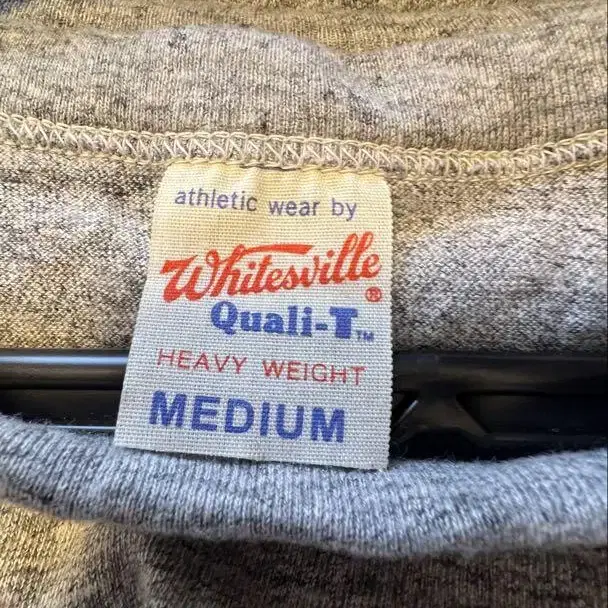 athletic wear by
Whitesville®
Quali-T™
HEAVY WEIGHT
MEDIUM